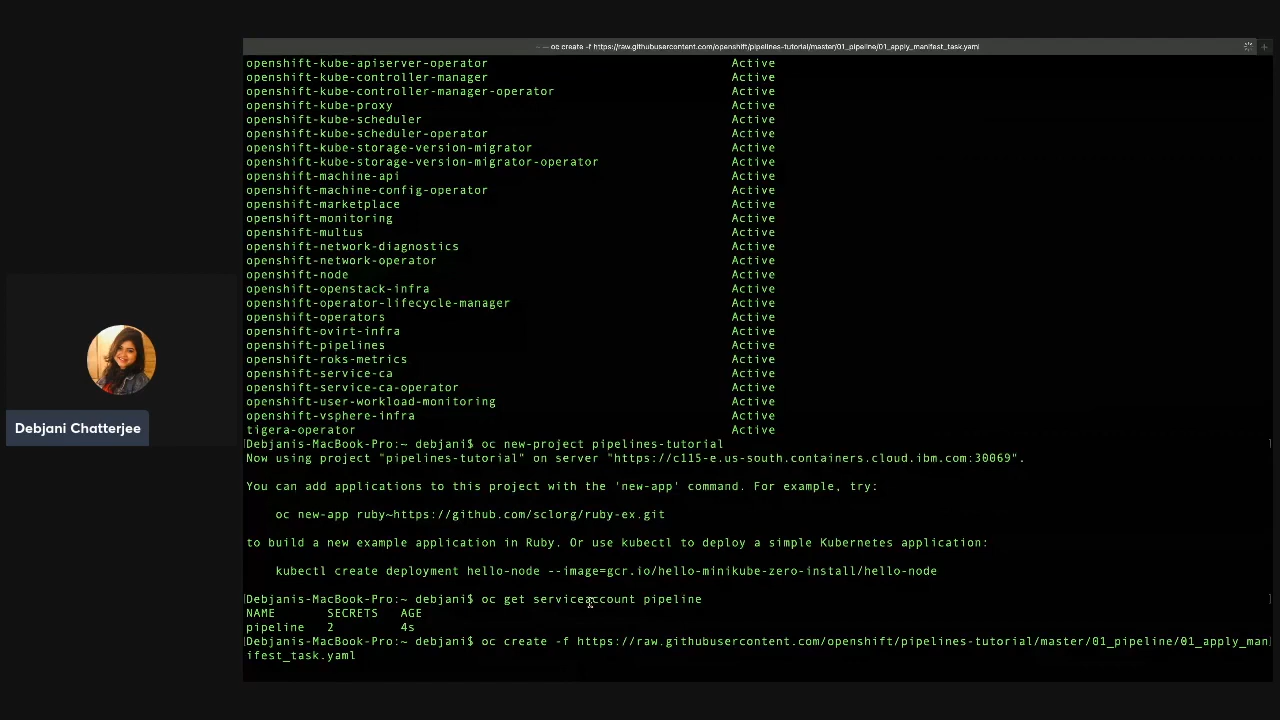 — -- oc create -f https://raw.githubusercontent.com/openshift/pipelines-tutorial/master/01_pipeline/01_apply_manifest_task.yaml
openshift-kube-apiserver-operator Active
openshift-kube-controller-manager Active
openshift-kube-controller-manager-operator Active
openshift-kube-proxy Active
openshift-kube-scheduler Active
openshift-kube-scheduler-operator Active
openshift-kube-storage-version-migrator Active
openshift-kube-storage-version-migrator-operator Active
openshift-machine-api Active
openshift-machine-config-operator Active
openshift-marketplace Active
openshift-monitoring Active
openshift-multus Active
openshift-network-diagnostics Active
openshift-network-operator Active
openshift-node Active
openshift-openstack-infra Active
openshift-operator-lifecycle-manager Active
openshift-operators Active
openshift-ovirt-infra Active
openshift-pipelines Active
openshift-roks-metrics Active
openshift-service-ca Active
openshift-service-ca-operator Active
openshift-user-workload-monitoring Active
openshift-vsphere-infra Active
tigera-operator Active
[Debjanis-MacBook-Pro:~ debjani$ oc new-project pipelines-tutorial ]
Now using project "pipelines-tutorial" on server "https://c115-e.us-south.containers.cloud.ibm.com:30069".
You can add applications to this project with the 'new-app' command. For example, try:
oc new-app ruby~https://github.com/sclorg/ruby-ex.git
to build a new example application in Ruby. Or use kubectl to deploy a simple Kubernetes application:
kubectl create deployment hello-node --image=gcr.io/hello-minikube-zero-install/hello-node
[Debjanis-MacBook-Pro:~ debjani$ oc get serviceaccount pipeline ]
NAME SECRETS AGE
pipeline 2 4s
[Debjanis-MacBook-Pro:~ debjani$ oc create -f https://raw.githubusercontent.com/openshift/pipelines-tutorial/master/01_pipeline/01_apply_man]
ifest_task.yaml
Debjani Chatterjee